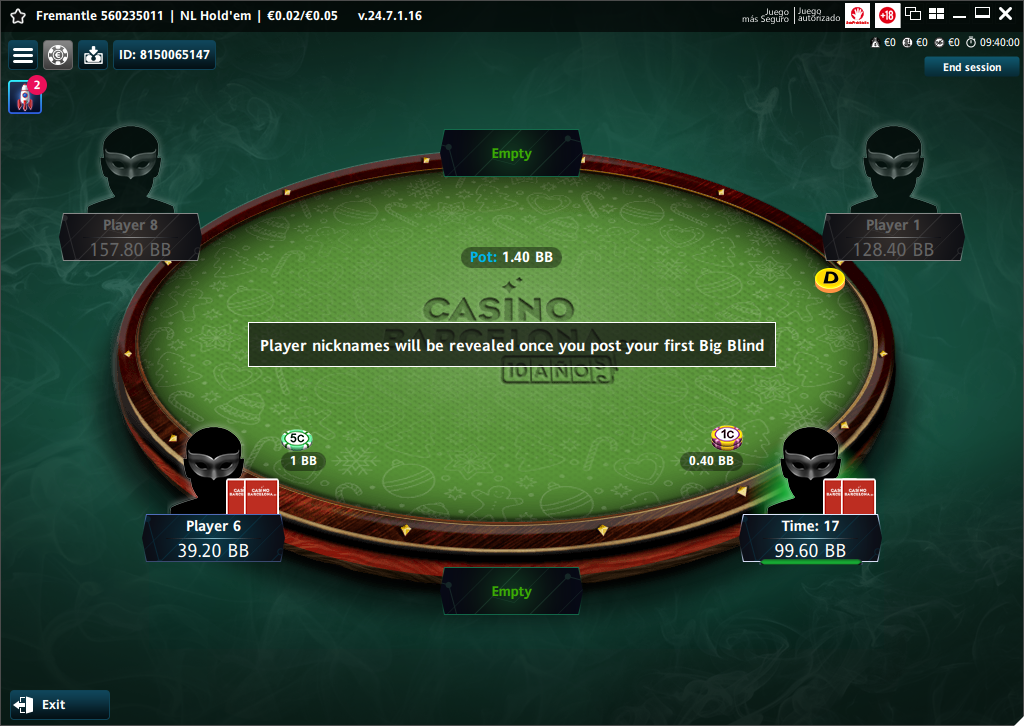 Fremantle 560235011 | NL Hold'em | €0.02/€0.05 v.24.7.1.16
Juego más Seguro
Juego autorizado
+18
€0 €0 €0 09:40:00
ID: 8150065147
End session
2
Empty
Player 8
157.80 BB
Player 1
128.40 BB
Pot: 1.40 BB
D
CASINO
BARCELONA
Player nicknames will be revealed once you post your first Big Blind
10 AÑOS
5C
1 BB
1C
0.40 BB
CASINO
BARCELONA
Player 6
39.20 BB
Time: 17
99.60 BB
Empty
Exit